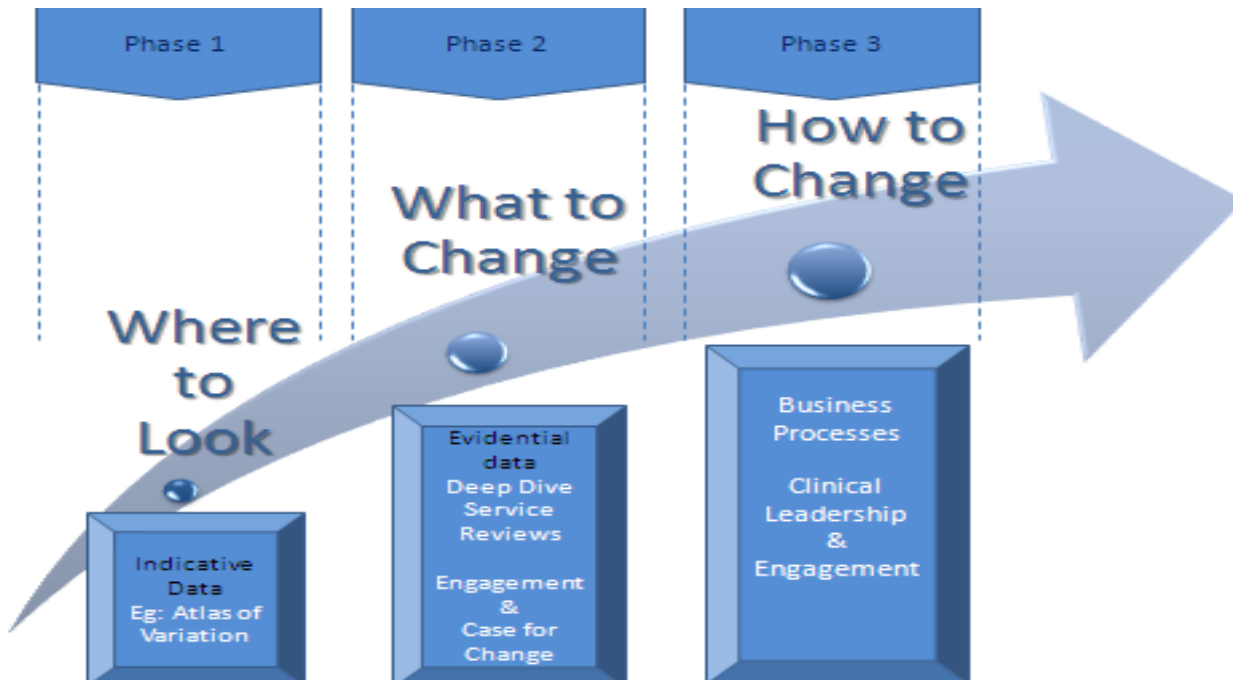 Phase 1
Phase 2
Phase 3
Where
to
Look
What to
Change
How to
Change
Indicative
Data
Eg: Atlas of
Variation
Evidential
data
Deep Dive
Service
Reviews
Engagement
&
Case for
Change
Business
Processes
Clinical
Leadership
&
Engagement